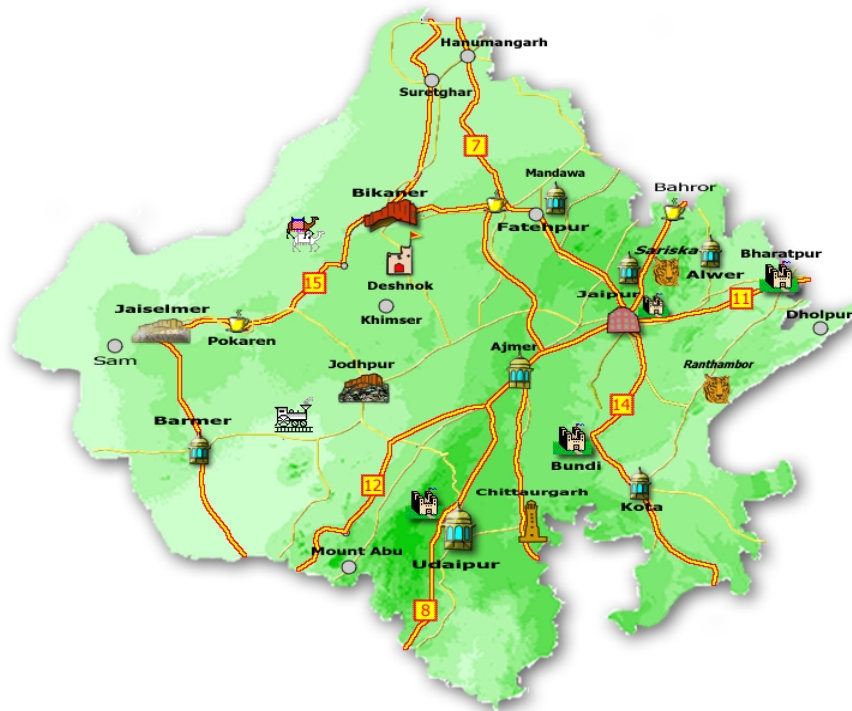 Hanumangarh
Suretghar
7
Mandawa
Bahror
Bikaner
Fatehpur
Sariska
Alwer
Bharatpur
Deshnok
15
Jaipur
11
Jaiselmer
Khimser
Dholpur
Pokaren
Sam
Ajmer
Jodhpur
Ranthambor
14
Barmer
Bundi
12
Chittaurgarh
Kota
Mount Abu
Udaipur
8